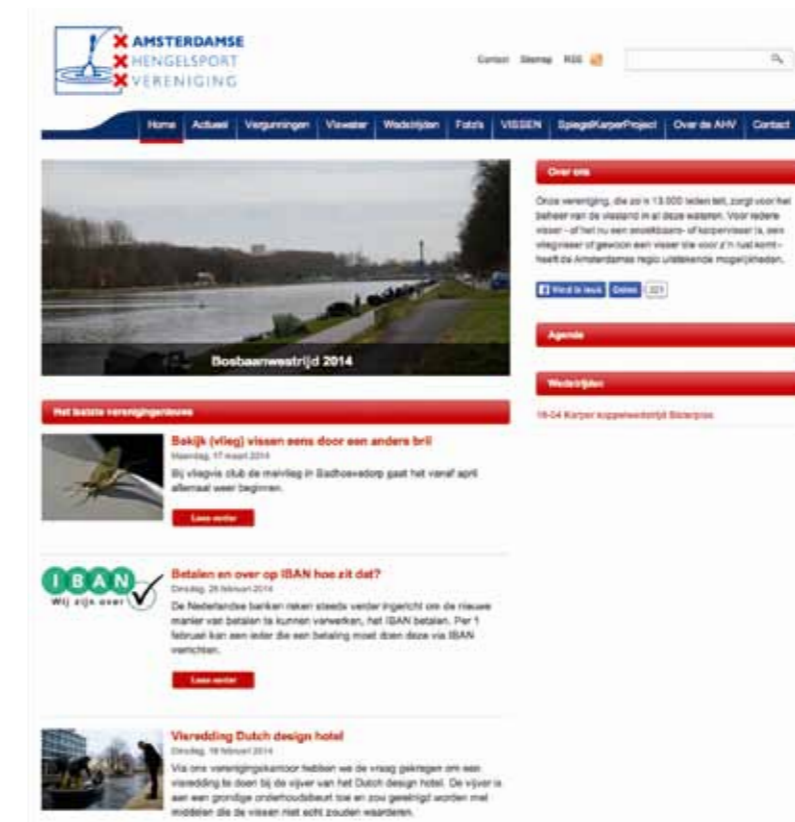 AMSTERDAMSE
HENGELSPORT
VERENIGING
Contact Sitemap RSS
Home Actueel Vergunningen Viswater Wedstrijden Foto's VISSEN SpiegelKarperProject Over de AHV Contact
Bosbaanwestrijd 2014
Over ons
Onze vereniging, die zo'n 13.000 leden telt, zorgt voor het
beheer van de visstand in al deze wateren. Voor iedere
visser - of het nu een snoekbaars- of karpervisser is, een
vliegvisser of gewoon een visser die voor z'n rust komt -
heeft de Amsterdamse regio uitstekende mogelijkheden.
Vind ik leuk Delen 321
Agenda
Wedstrijden
Karper koppelwedstrijd
Het laatste verenigingsnieuws
Bekijk (vlieg) vissen eens door een anders bril
Maandag, 17 maart 2014
Bij vliegvis club de meivlieg in Badhoevedorp gaat het vanaf april
allemaal weer beginnen.
Lees verder
IBAN
Wij zijn over
Betalen en over op IBAN hoe zit dat?
Dinsdag, februari 2014
De Nederlandse banken raken steeds verder ingericht om de nieuwe
manier van betalen te kunnen verwerken, het IBAN betalen. Per 1
februari kan een ieder die een betaling moet doen deze via IBAN
verrichten.
Lees verder
Visredding Dutch design hotel
Dinsdag, 18 februari 2014
Via ons verenigingskantoor hebben we de vraag gekregen om een
visredding te doen bij de vijver van het Dutch design hotel. De vijver is
aan een grondige onderhoudsbeurt toe en zou gereinigd worden met
middelen die de vissen niet echt zouden waarderen.